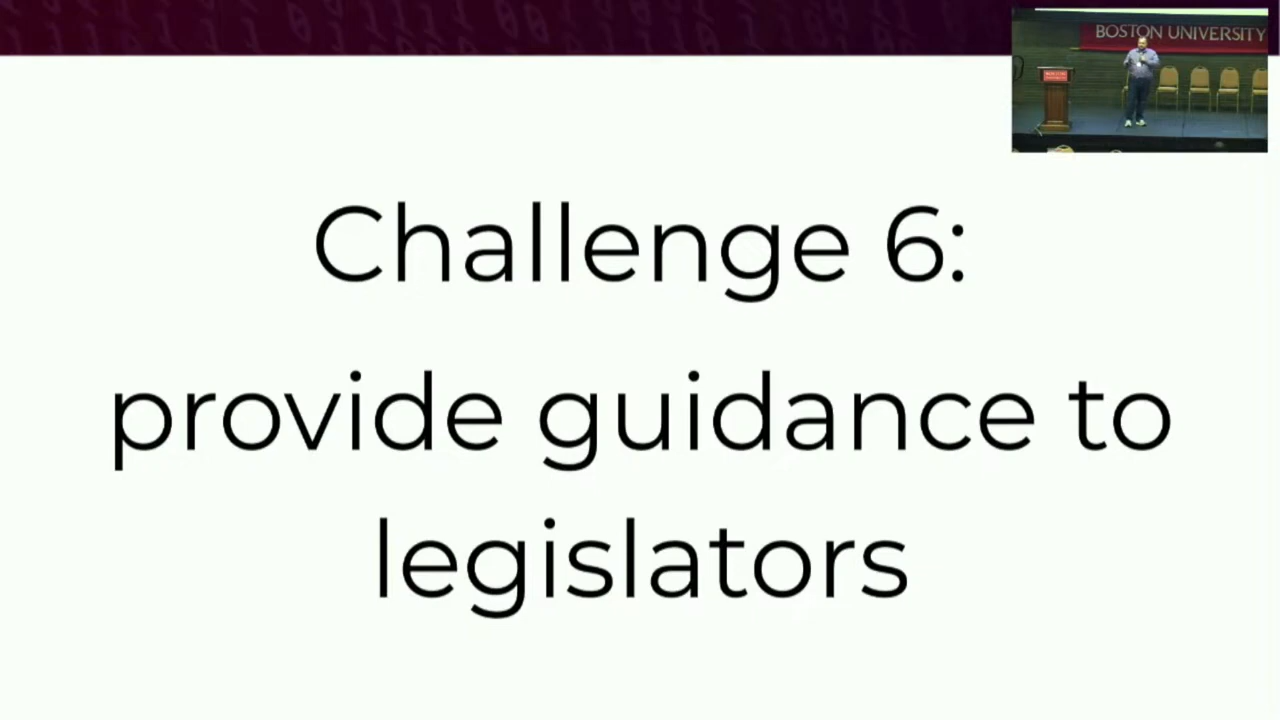 BOSTON UNIVERSITY
Challenge 6:
provide guidance to
legislators